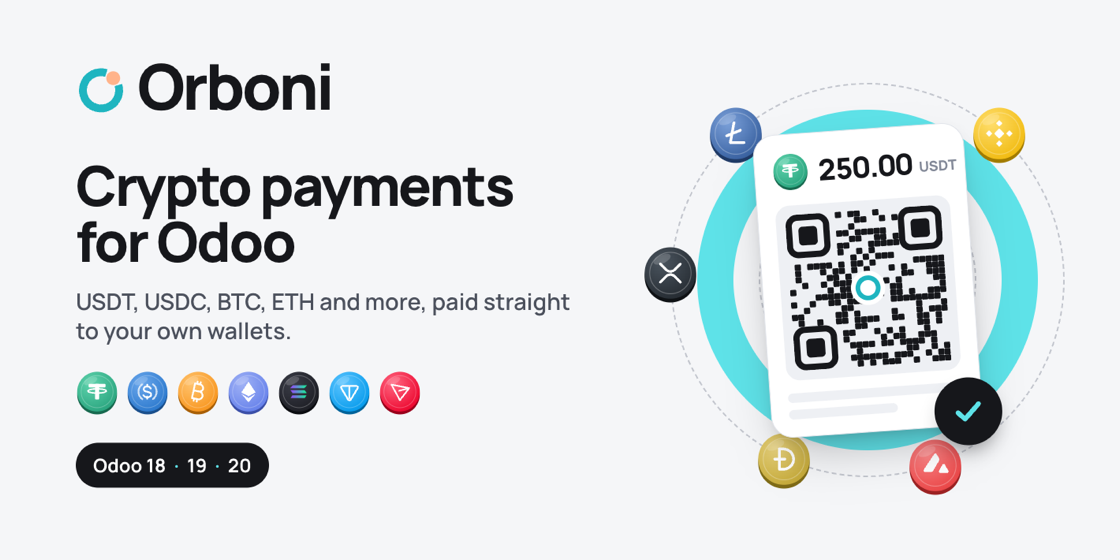 Orboni
Crypto payments
for Odoo
USDT, USDC, BTC, ETH and more, paid straight
to your own wallets.
Odoo 18 · 19 · 20
250.00 USDT